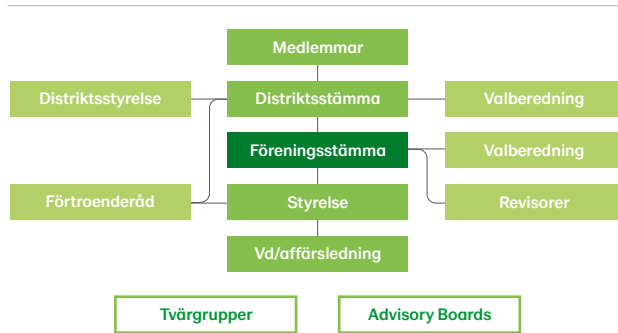 Medlemmar
Distriktsstyrelse
Distriktsstämma
Valberedning
Föreningsstämma
Valberedning
Förtroenderåd
Styrelse
Revisorer
Vd/affärsledning
Tvärgrupper
Advisory Boards